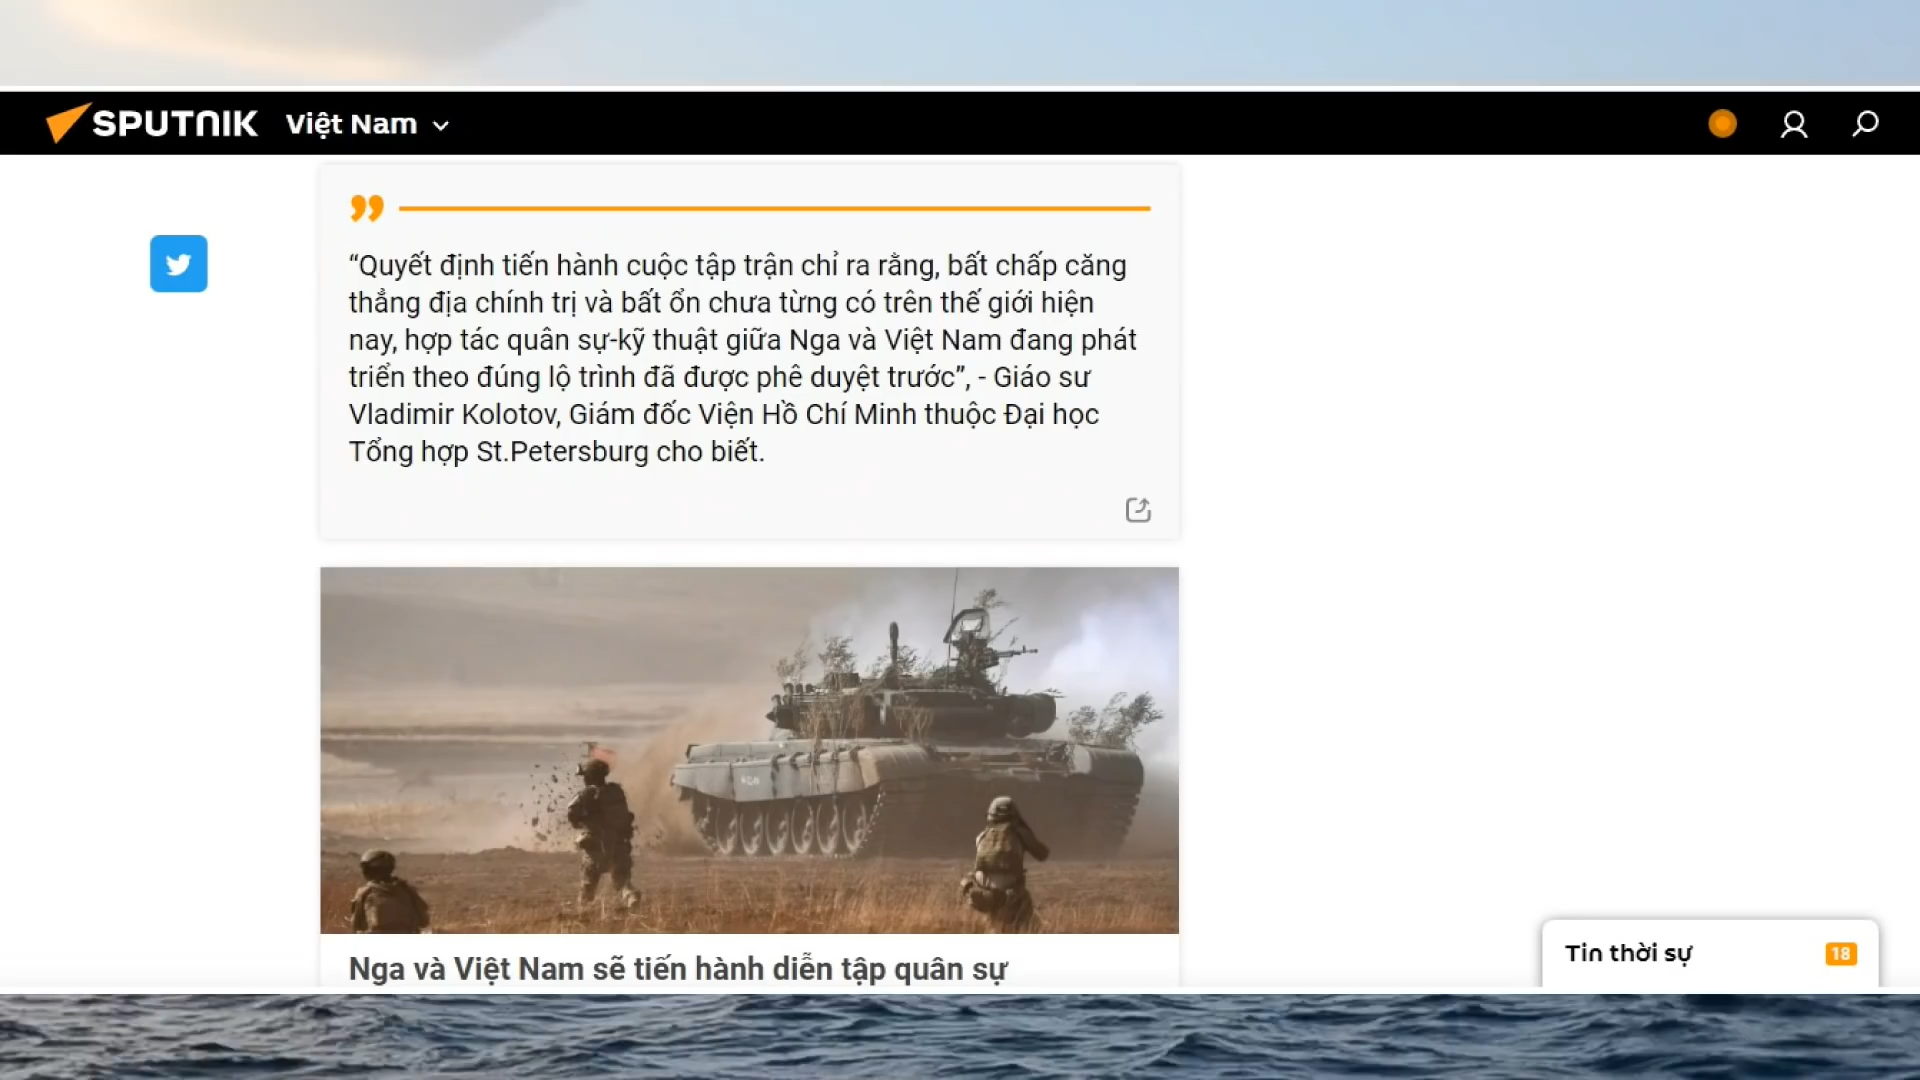 SPUTNIK Việt Nam
“Quyết định tiến hành cuộc tập trận chỉ ra rằng, bất chấp căng
thẳng địa chính trị và bất ổn chưa từng có trên thế giới hiện
nay, hợp tác quân sự-kỹ thuật giữa Nga và Việt Nam đang phát
triển theo đúng lộ trình đã được phê duyệt trước”, - Giáo sư
Vladimir Kolotov, Giám đốc Viện Hồ Chí Minh thuộc Đại học
Tổng hợp St.Petersburg cho biết.
Nga và Việt Nam sẽ tiến hành diễn tập quân sự
Tin thời sự 18